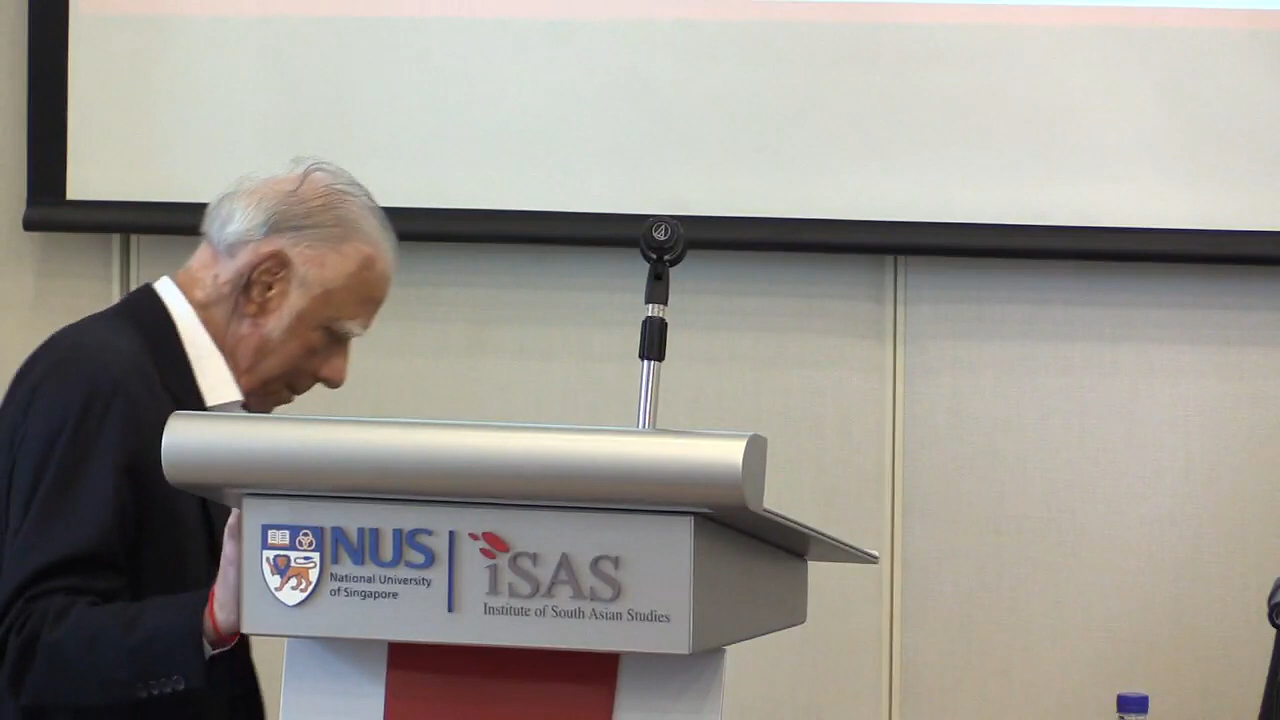 NUS
National University
of Singapore
iSAS
Institute of South Asian Studies